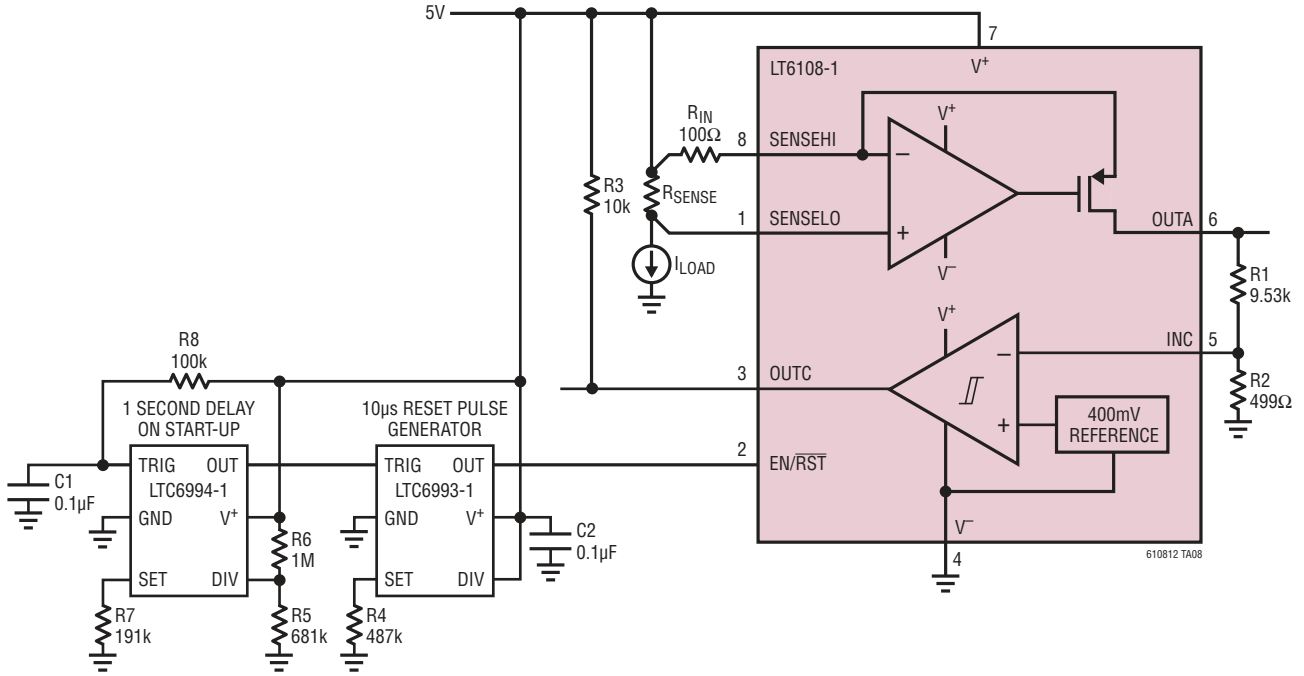 5V
7
LT6108-1
V+
RIN
100Ω
8
SENSEHI
V+
−
R3
10k
RSENSE
1
SENSELO
+
V−
OUTA
6
ILOAD
R1
9.53k
V+
INC
5
−
R8
100k
3
OUTC
R2
499Ω
400mV
REFERENCE
+
1 SECOND DELAY
ON START-UP
10µs RESET PULSE
GENERATOR
2
EN/RST
TRIG
OUT
LTC6994-1
GND
V+
SET
DIV
TRIG
OUT
LTC6993-1
GND
V+
SET
DIV
C1
0.1µF
C2
0.1µF
R6
1M
V−
4
610812 TA08
R7
191k
R5
681k
R4
487k